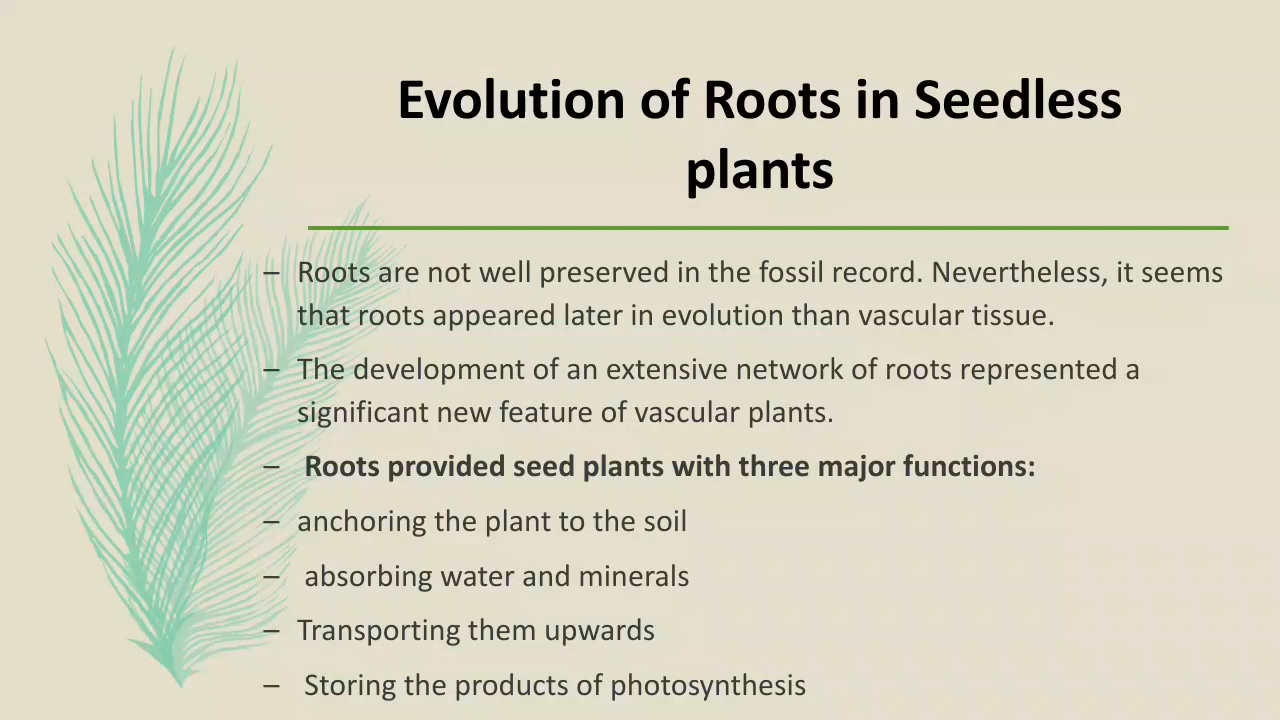 Evolution of Roots in Seedless
plants
– Roots are not well preserved in the fossil record. Nevertheless, it seems
that roots appeared later in evolution than vascular tissue.
– The development of an extensive network of roots represented a
significant new feature of vascular plants.
– Roots provided seed plants with three major functions:
– anchoring the plant to the soil
– absorbing water and minerals
– Transporting them upwards
– Storing the products of photosynthesis